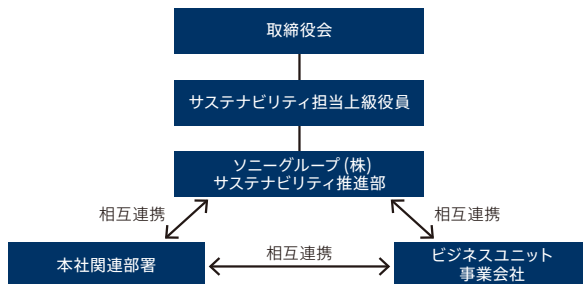 取締役会
サステナビリティ担当上級役員
ソニーグループ (株)
サステナビリティ推進部
相互連携
相互連携
本社関連部署
相互連携
ビジネスユニット
事業会社